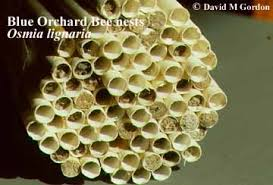 © David M Gordon
Blue Orchard Bee nests
Osmia lignaria